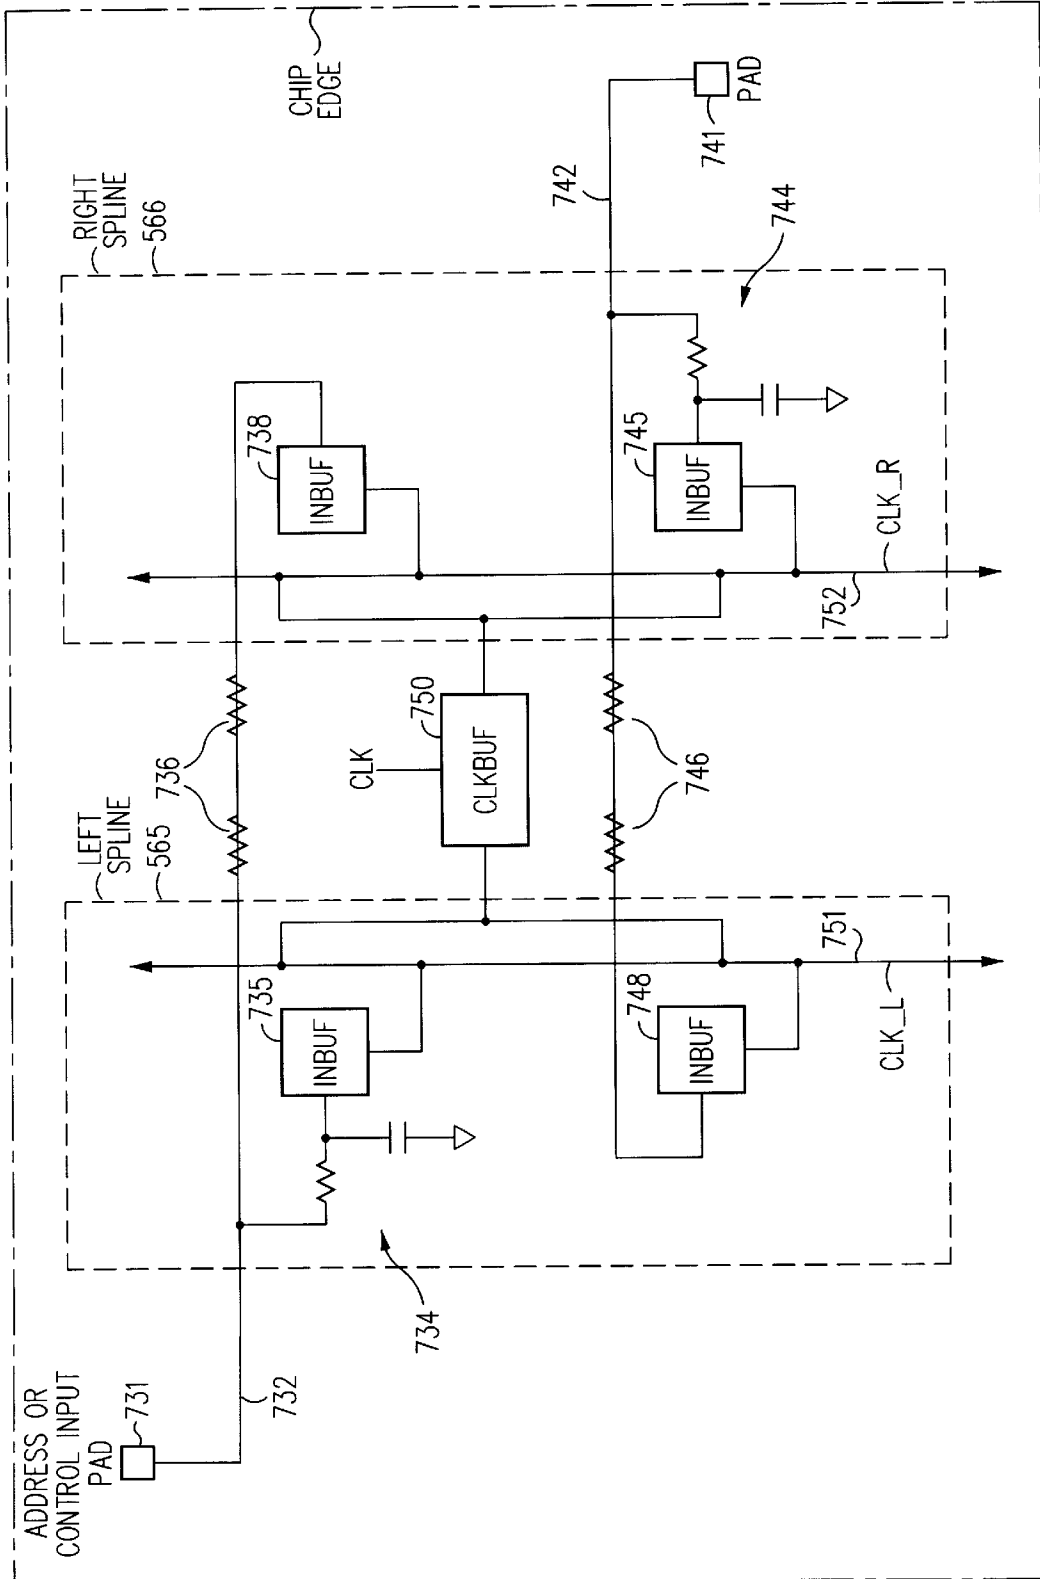 ADDRESS OR
CONTROL INPUT
PAD
731
732
734
LEFT
SPLINE
565
735
INBUF
748
INBUF
751
CLK_L
736
CLK
750
CLKBUF
746
RIGHT
SPLINE
566
738
INBUF
745
INBUF
752
CLK_R
744
742
741
PAD
CHIP
EDGE